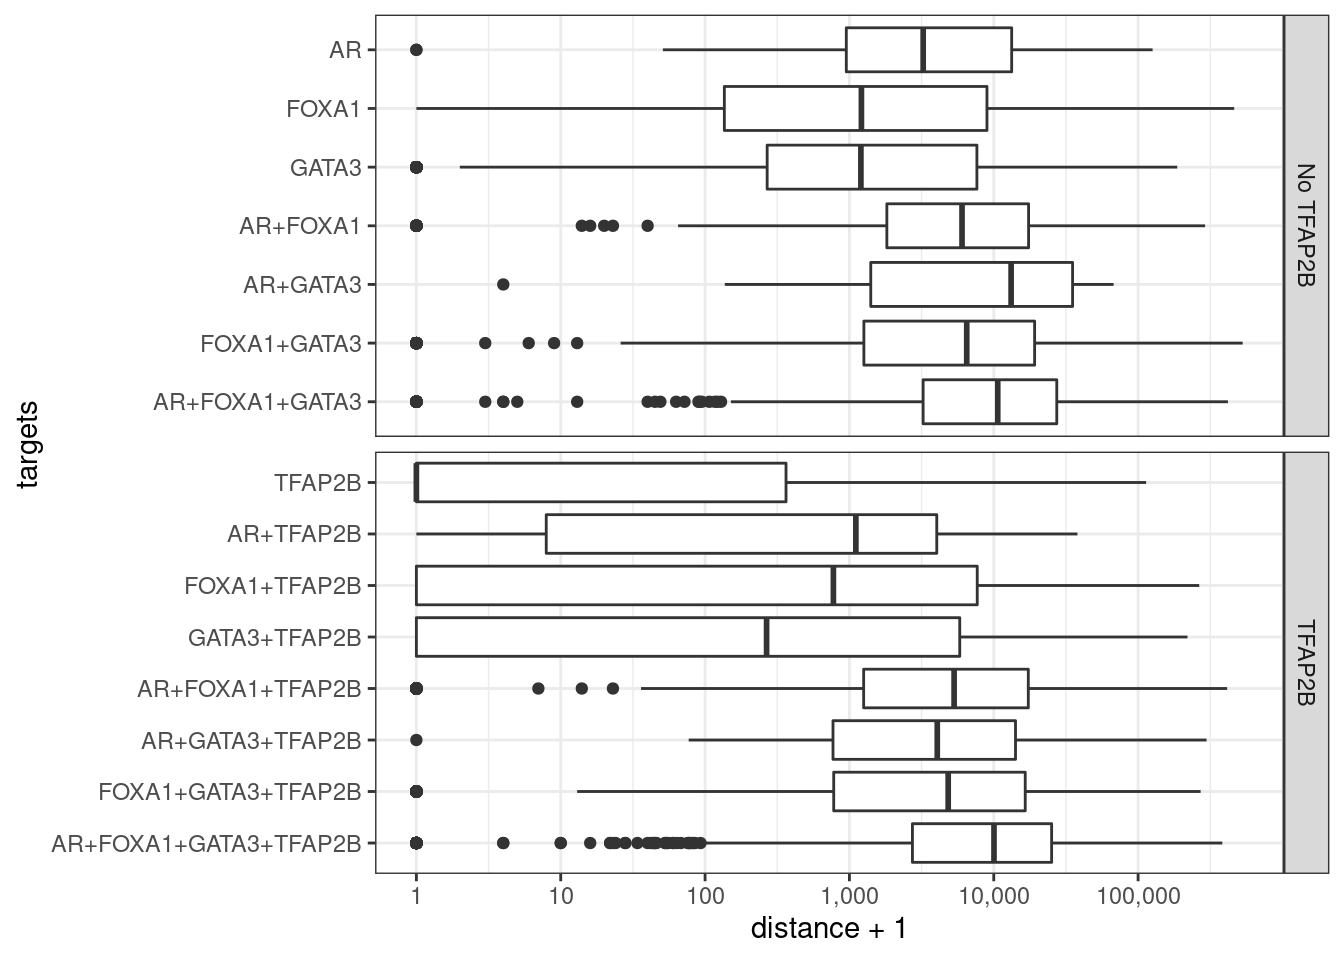 targets
AR
FOXA1
GATA3
AR+FOXA1
AR+GATA3
FOXA1+GATA3
AR+FOXA1+GATA3
No TFAP2B
TFAP2B
AR+TFAP2B
FOXA1+TFAP2B
GATA3+TFAP2B
AR+FOXA1+TFAP2B
AR+GATA3+TFAP2B
FOXA1+GATA3+TFAP2B
AR+FOXA1+GATA3+TFAP2B
TFAP2B
1 10 100 1,000 10,000 100,000
distance + 1